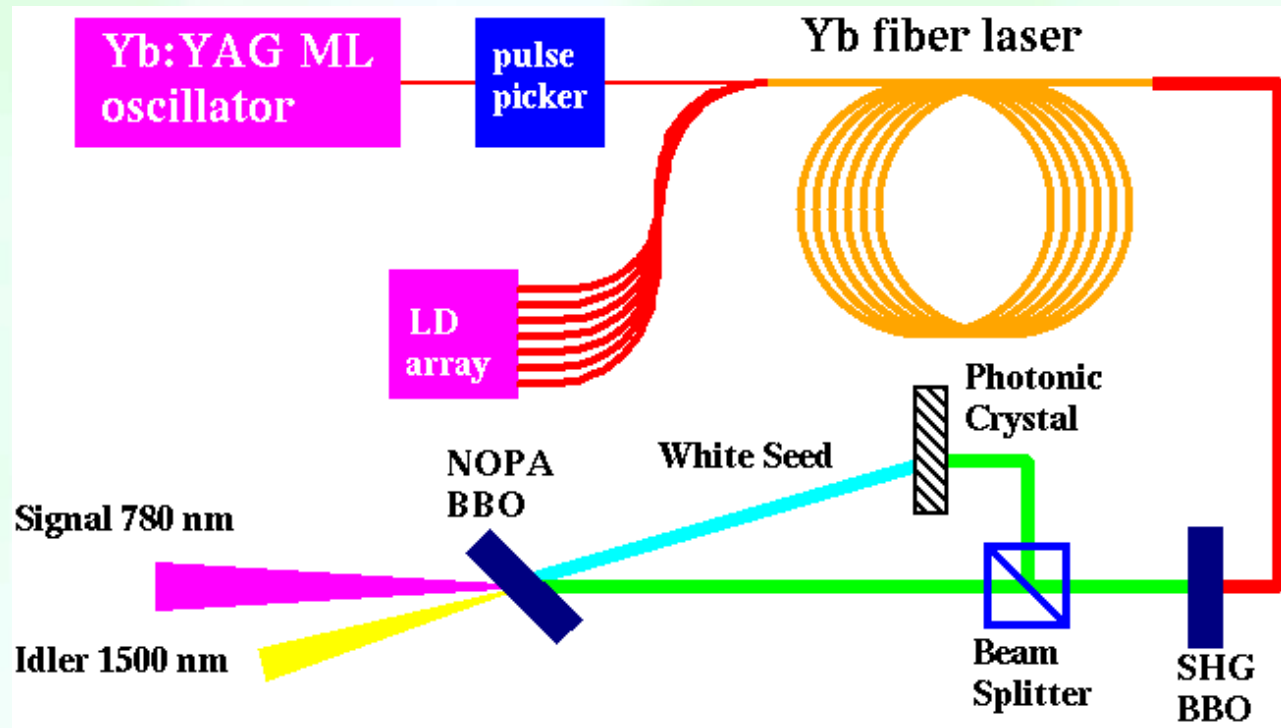 Yb:YAG ML
oscillator
pulse
picker
Yb fiber laser
LD
array
Photonic
Crystal
White Seed
NOPA
BBO
Signal 780 nm
Idler 1500 nm
Beam
Splitter
SHG
BBO